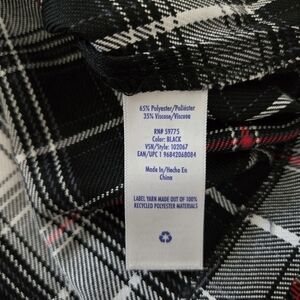 65% Polyester/Poliéster
35% Viscose/Viscosa
RN# 59775
Color: BLACK
VSN/Style: 102067
EAN/UPC 1 96842068084
Made In/Hecho En
China
LABEL YARN MADE OUT OF 100%
RECYCLED POLYESTER MATERIALS